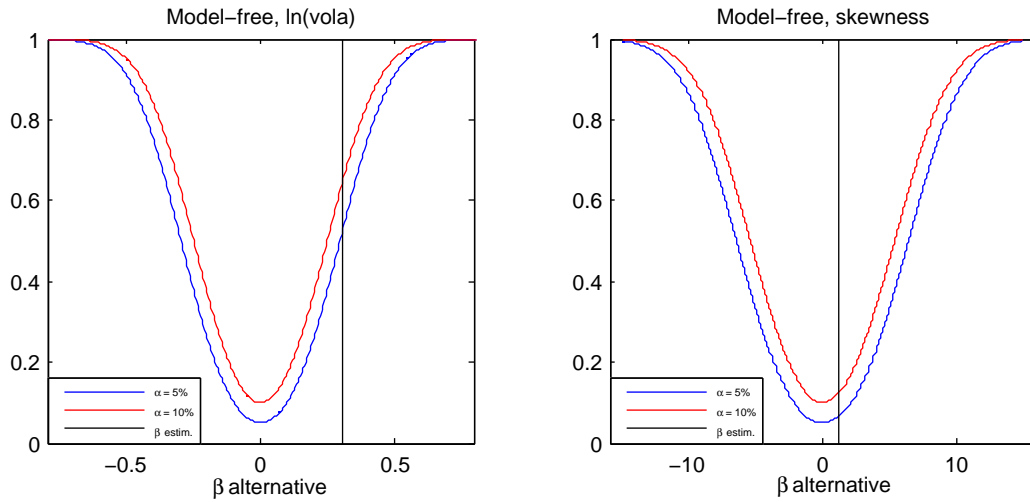 Model−free, ln(vola)
1
0.8
0.6
0.4
0.2
0
α = 5%
α = 10%
β estim.
−0.5
0
0.5
β alternative
Model−free, skewness
1
0.8
0.6
0.4
0.2
0
α = 5%
α = 10%
β estim.
−10
0
10
β alternative